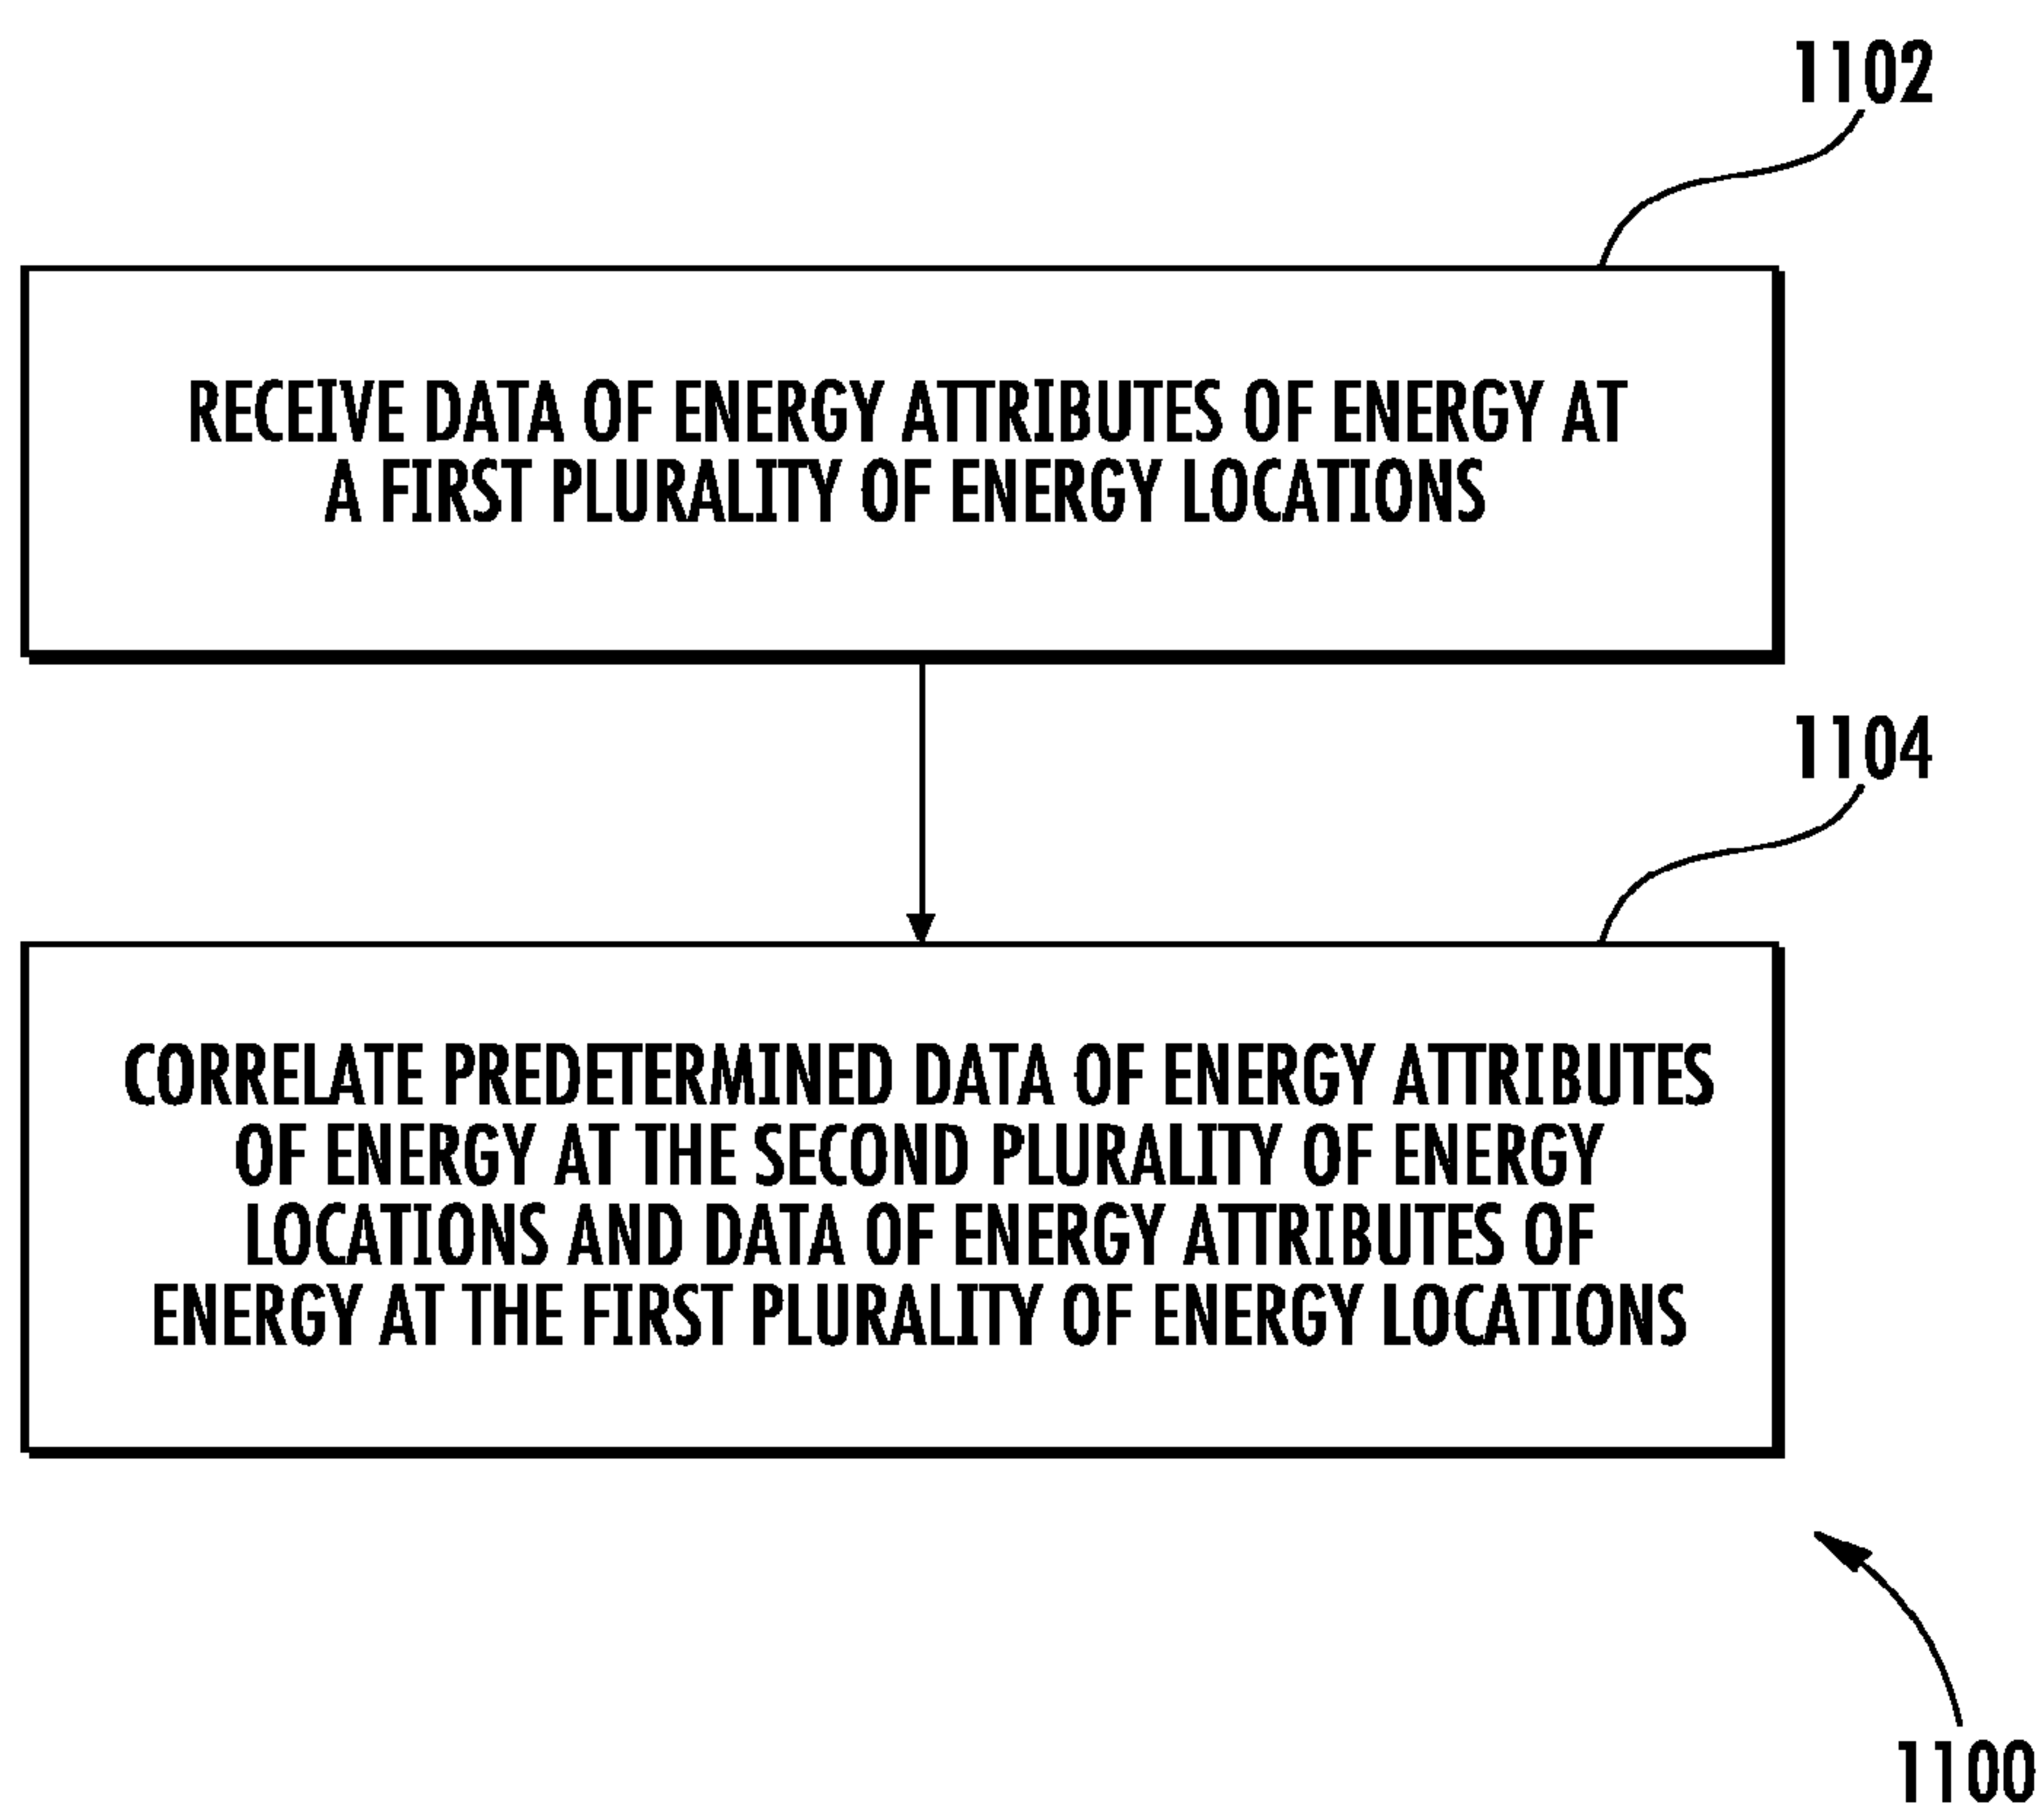 1102
RECEIVE DATA OF ENERGY ATTRIBUTES OF ENERGY AT
A FIRST PLURALITY OF ENERGY LOCATIONS
1104
CORRELATE PREDETERMINED DATA OF ENERGY ATTRIBUTES
OF ENERGY AT THE SECOND PLURALITY OF ENERGY
LOCATIONS AND DATA OF ENERGY ATTRIBUTES OF
ENERGY AT THE FIRST PLURALITY OF ENERGY LOCATIONS
1100